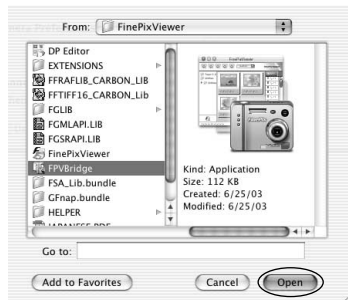 From: FinePixViewer
DP Editor
EXTENSIONS
FFRAFLIB_CARBON_LIB
FFTIFF16_CARBON_Lib
FGLIB
FGMLAPI.LIB
FGSRAPI.LIB
FinePixViewer
FPVBridge
FSA_Lib.bundle
GFnap.bundle
HELPER
Kind: Application
Size: 112 KB
Created: 6/25/03
Modified: 6/25/03
Go to:
Add to Favorites
Cancel
Open